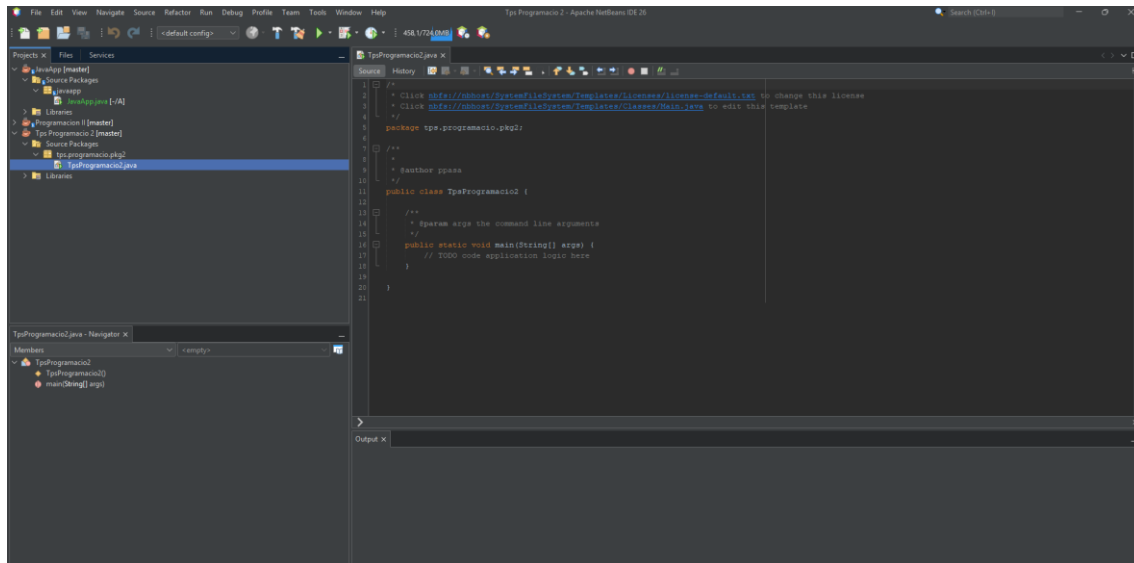 File Edit View Navigate Source Refactor Run Debug Profile Team Tools Window Help
Tps Programacio 2 - Apache NetBeans IDE 26
Search (Ctrl+I)
<default config>
458.1/724.0MB
Projects Files Services
JavaApp [master]
Source Packages
javaapp
JavaApp.java [-/A]
Libraries
Programacion II [master]
Tps Programacio 2 [master]
Source Packages
tps.programacio.pkg2
TpsProgramacio2.java
Libraries
TpsProgramacio2.java - Navigator
Members <empty>
TpsProgramacio2
TpsProgramacio2()
main(String[] args)
TpsProgramacio2.java
Source History
1 /*
2 * Click nbfs://nbhost/SystemFileSystem/Templates/Licenses/license-default.txt to change this license
3 * Click nbfs://nbhost/SystemFileSystem/Templates/Classes/Main.java to edit this template
4 */
5 package tps.programacio.pkg2;
6
7 /**
8 *
9 * @author ppasa
10 */
11 public class TpsProgramacio2 {
12
13 /**
14 * @param args the command line arguments
15 */
16 public static void main(String[] args) {
17 // TODO code application logic here
18 }
19
20 }
21
Output